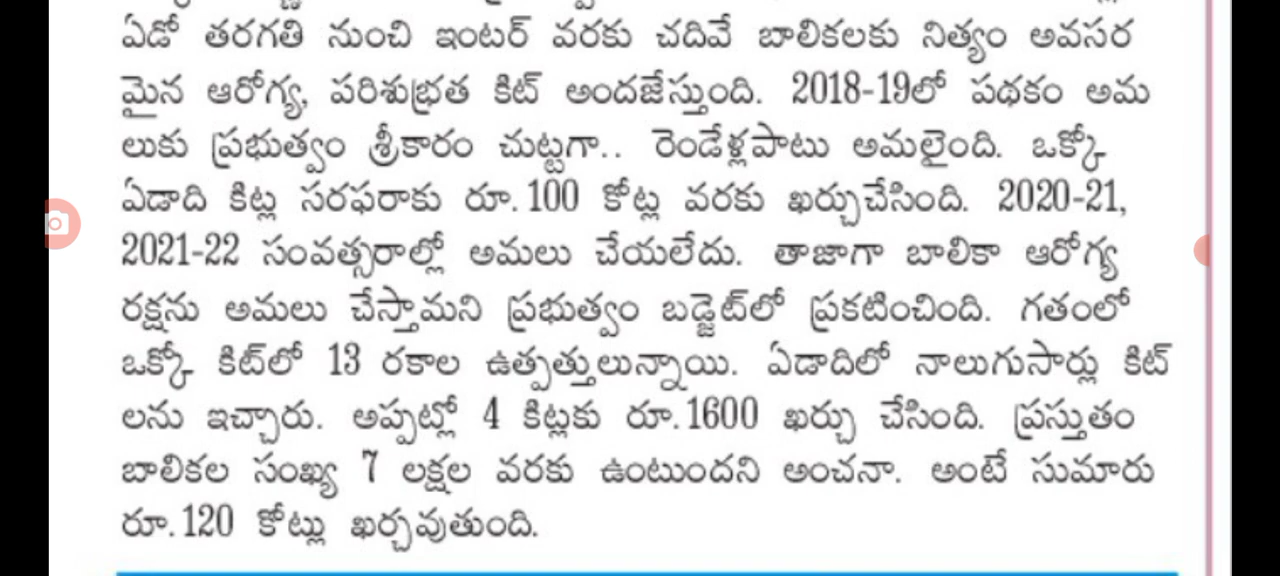 ఏడో తరగతి నుంచి ఇంటర్ వరకు చదివే బాలికలకు నిత్యం అవసర
మైన ఆరోగ్య, పరిశుభ్రత కిట్ అందజేస్తుంది. 2018-19లో పథకం అమ
లుకు ప్రభుత్వం శ్రీకారం చుట్టగా.. రెండేళ్లపాటు అమలైంది. ఒక్కో
ఏడాది కిట్ల సరఫరాకు రూ.100 కోట్ల వరకు ఖర్చుచేసింది. 2020-21,
2021-22 సంవత్సరాల్లో అమలు చేయలేదు. తాజాగా బాలికా ఆరోగ్య
రక్షను అమలు చేస్తామని ప్రభుత్వం బడ్జెట్‌లో ప్రకటించింది. గతంలో
ఒక్కో కిట్‌లో 13 రకాల ఉత్పత్తులున్నాయి. ఏడాదిలో నాలుగుసార్లు కిట్
లను ఇచ్చారు. అప్పట్లో 4 కిట్లకు రూ.1600 ఖర్చు చేసింది. ప్రస్తుతం
బాలికల సంఖ్య 7 లక్షల వరకు ఉంటుందని అంచనా. అంటే సుమారు
రూ.120 కోట్లు ఖర్చవుతుంది.